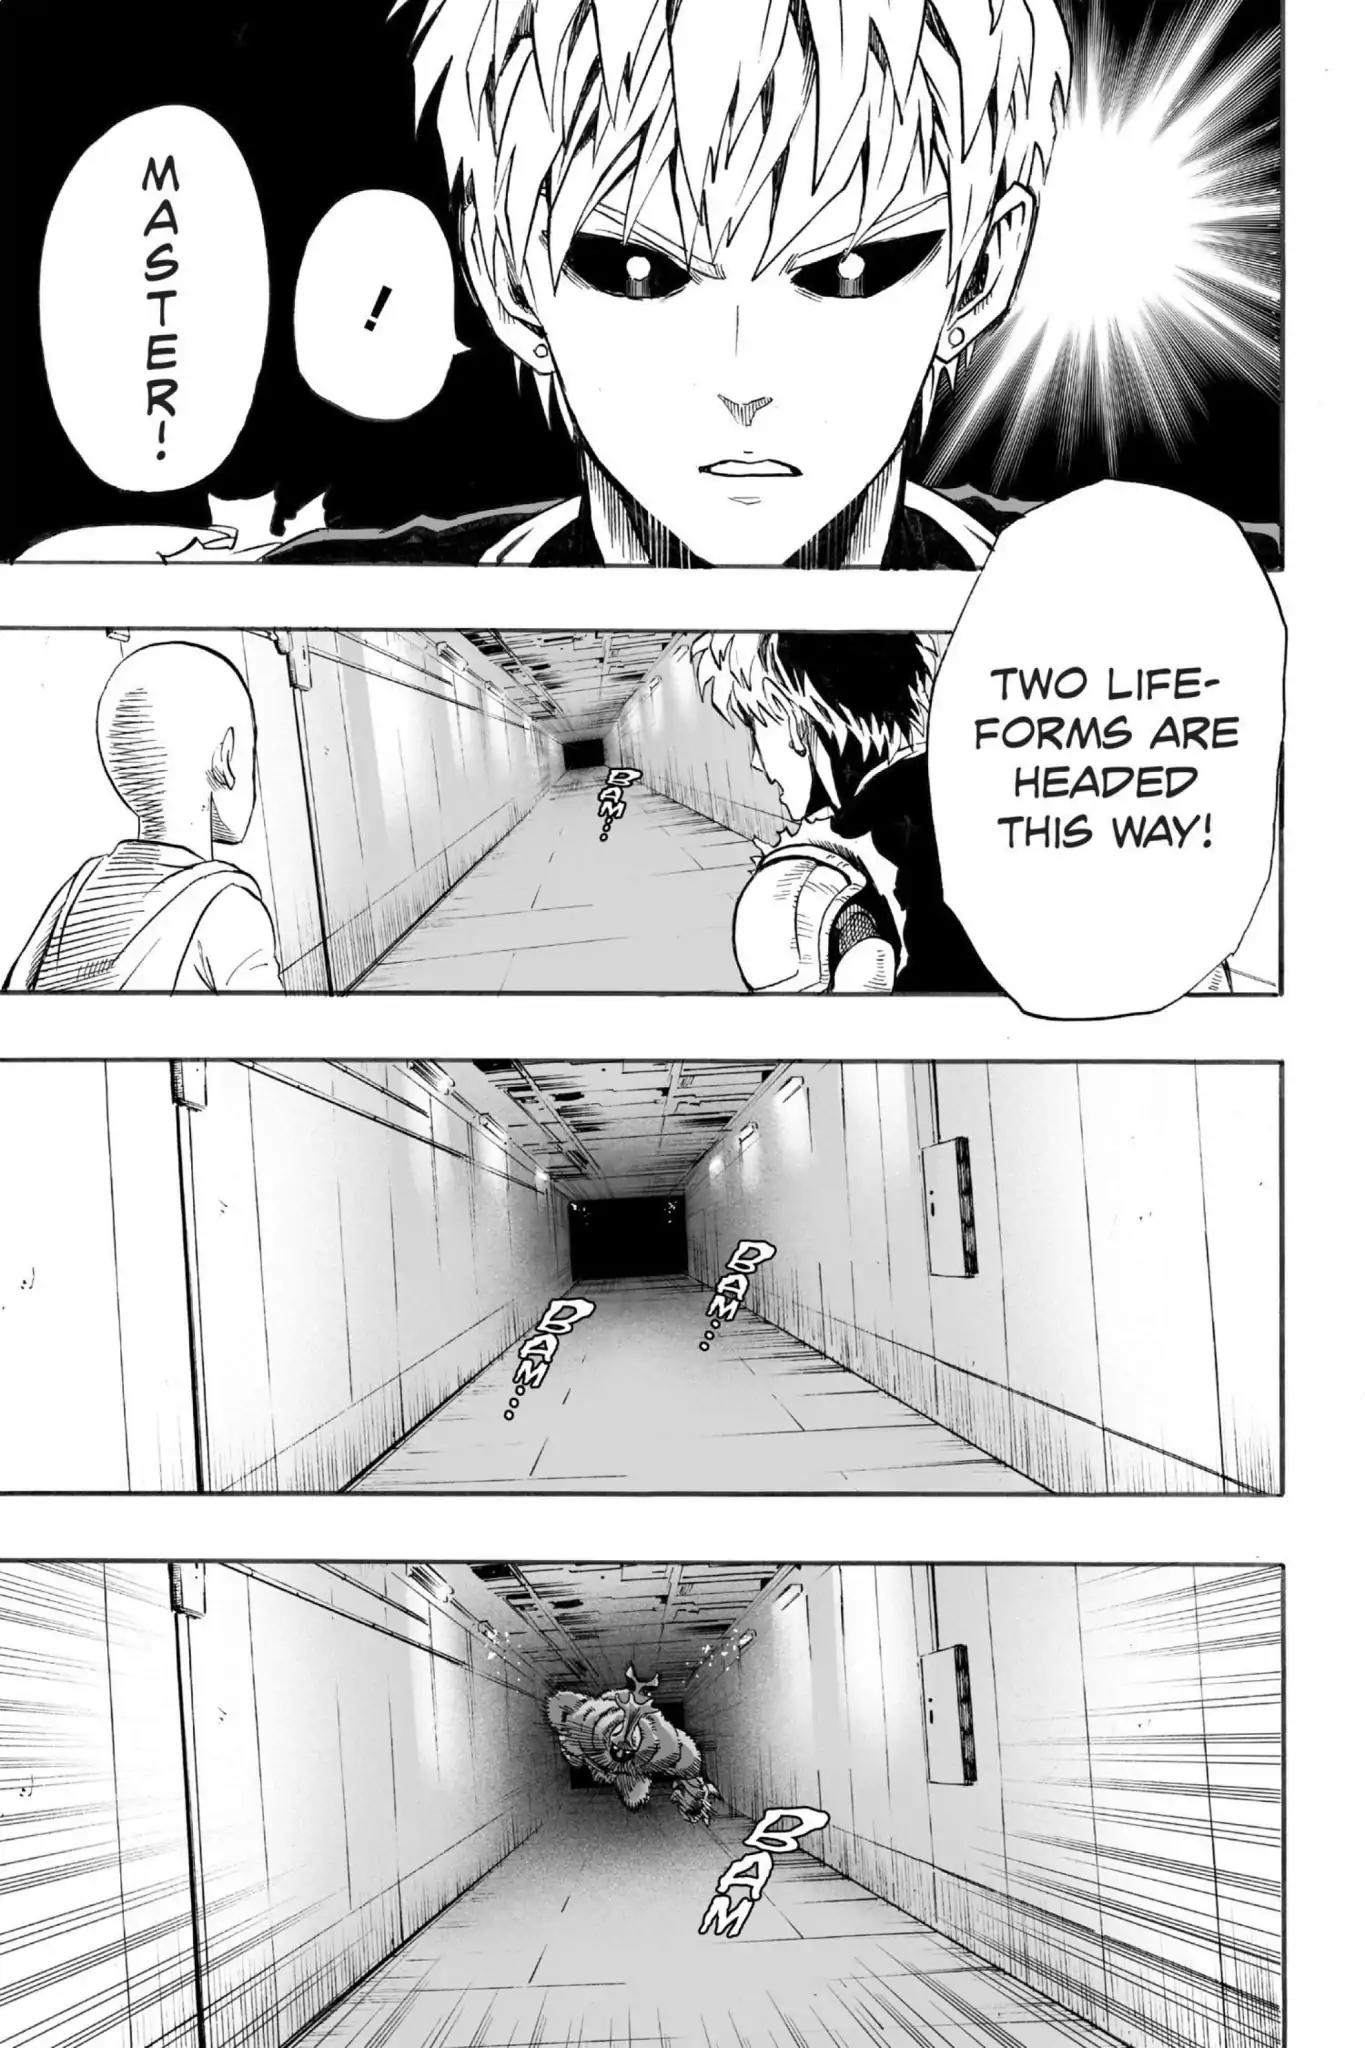 !
MASTER!
TWO LIFE-
FORMS ARE
HEADED
THIS WAY!
BAM...
BAM...
BAM...
BAM